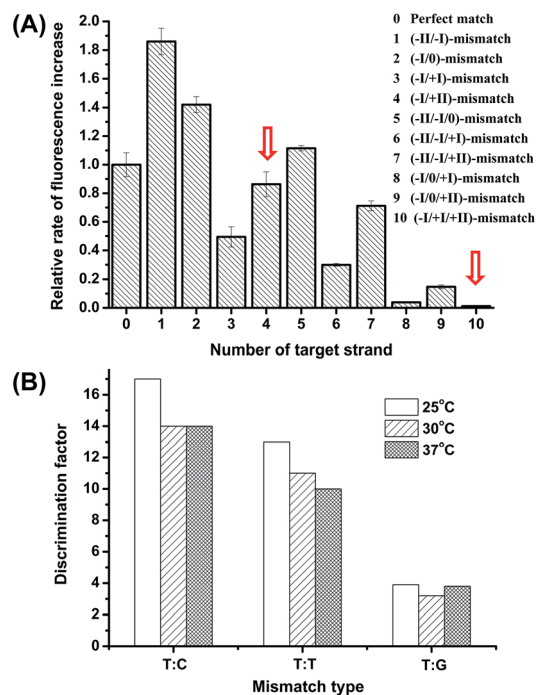 (A)
2.0
1.8
1.6
1.4
1.2
1.0
0.8
0.6
0.4
0.2
0.0
Relative rate of fluorescence increase
0 1 2 3 4 5 6 7 8 9 10
Number of target strand
0 Perfect match
1 (-II/-I)-mismatch
2 (-I/0)-mismatch
3 (-I/+I)-mismatch
4 (-I/+II)-mismatch
5 (-II/-I/0)-mismatch
6 (-II/-I/+I)-mismatch
7 (-II/-I/+II)-mismatch
8 (-I/0/+I)-mismatch
9 (-I/0/+II)-mismatch
10 (-I/+I/+II)-mismatch
(B)
16
14
12
10
8
6
4
2
0
Discrimination factor
25°C
30°C
37°C
T:C T:T T:G
Mismatch type